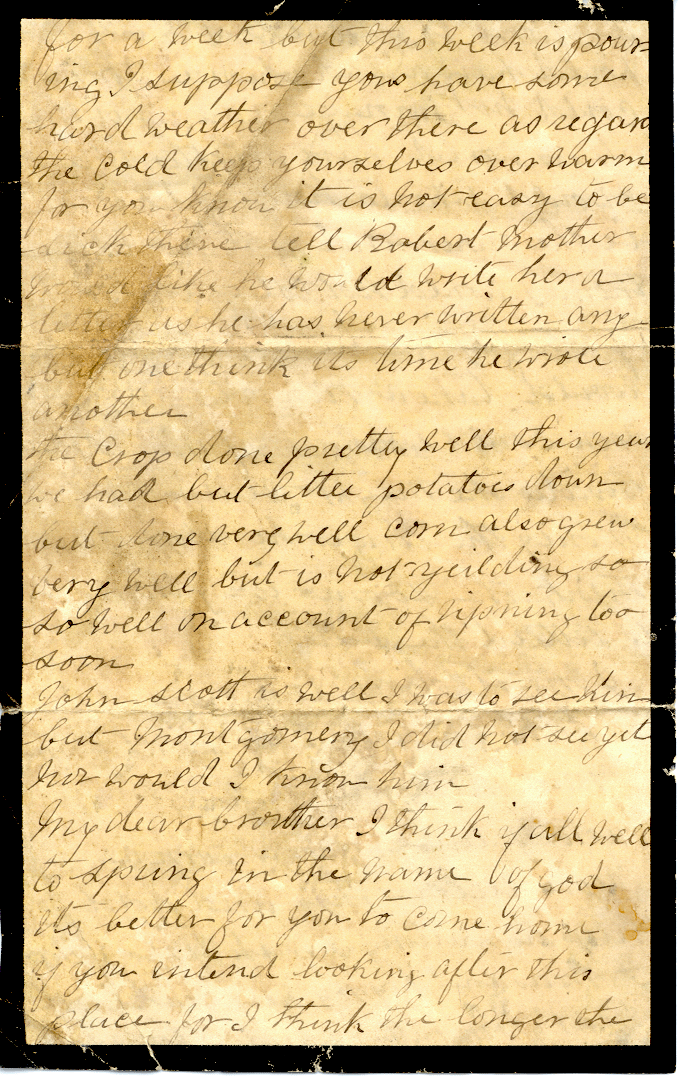 for a week but this week is pour-
ing I suppose you have some
hard weather over there as regard
the cold keep yourselves over warm
for you know it is not easy to be
sick there tell Robert Mother
would like he would write her a
letter as he has never written any
but one think its time he wrote
another
the Crop done pretty well this year
we had but litter potatoes down
but done very well corn also grew
very well but is not yeilding so
so well on account of ripning too
soon
John scott is well I was to see him
but Montgomery I did not see yet
nor would I know him
My dear brouther I think if all well
to spring in the name of god
its better for you to come home
if you intend looking after this
place for I think the longer the